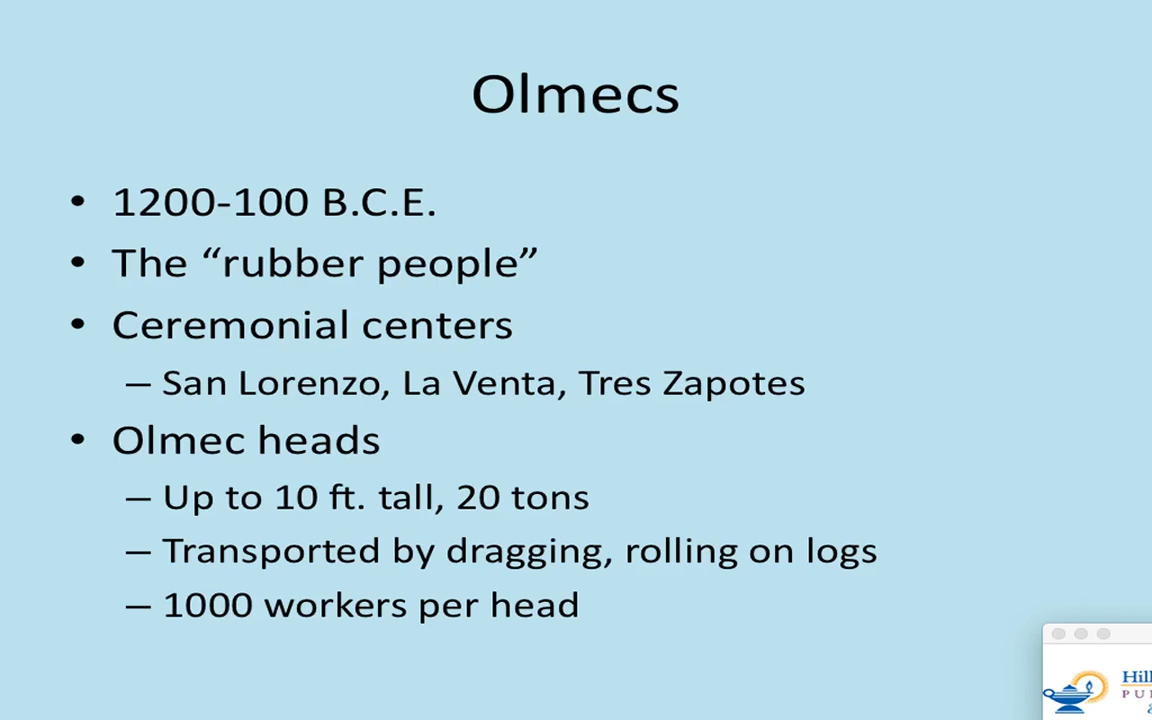 Olmecs
• 1200-100 B.C.E.
• The “rubber people”
• Ceremonial centers
– San Lorenzo, La Venta, Tres Zapotes
• Olmec heads
– Up to 10 ft. tall, 20 tons
– Transported by dragging, rolling on logs
– 1000 workers per head